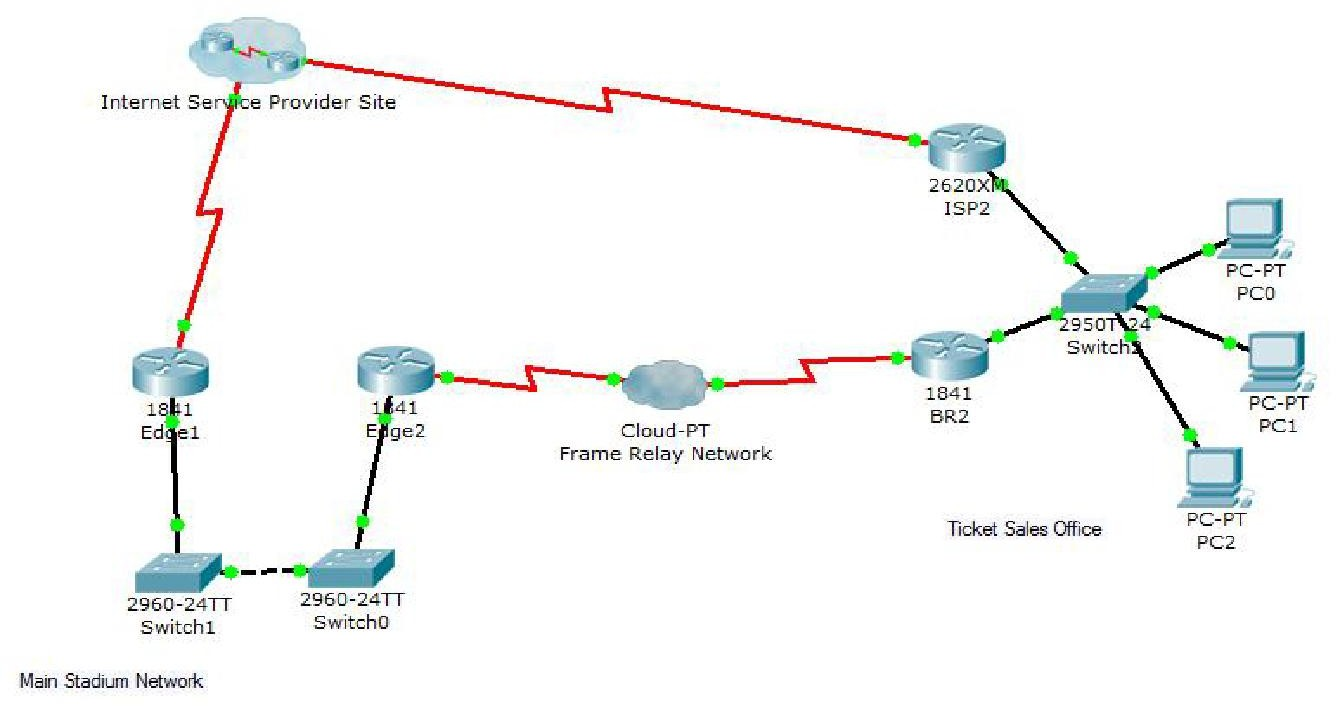 Internet Service Provider Site
2620XM
ISP2
PC-PT
PC0
2950T-24
PC-PT
PC1
1841
Edge1
1841
Edge2
Cloud-PT
Frame Relay Network
1841
BR2
PC-PT
PC2
Ticket Sales Office
2960-24TT
Switch1
2960-24TT
Switch0
Main Stadium Network